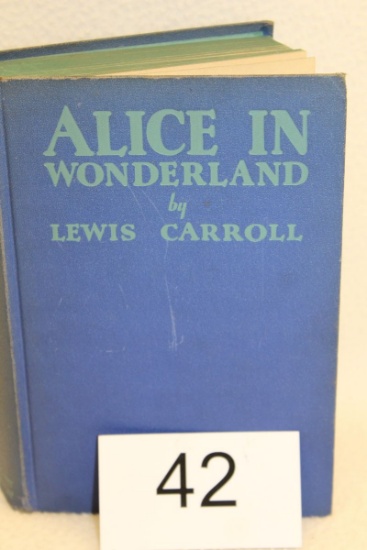 ALICE IN
WONDERLAND
by
LEWIS CARROLL
42